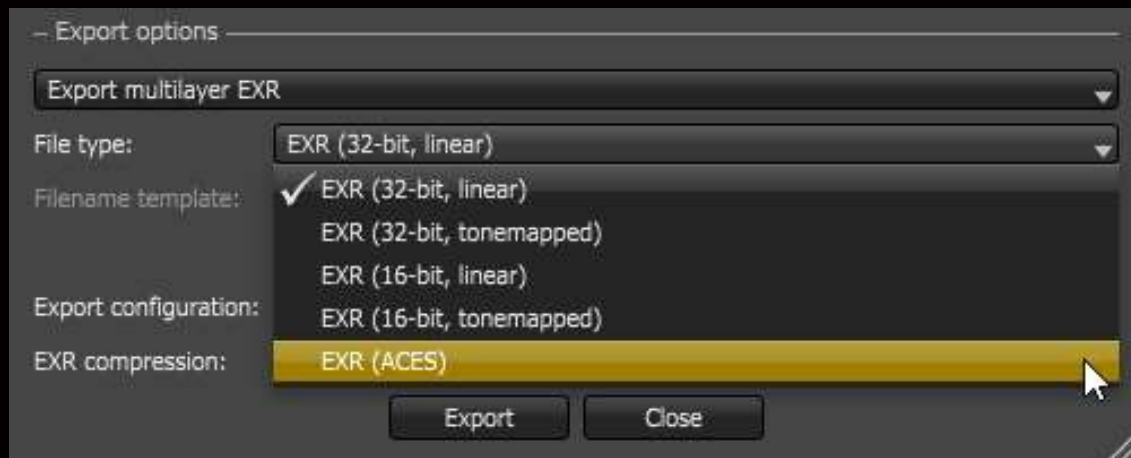 Export options
Export multilayer EXR
File type: EXR (32-bit, linear)
Filename template: EXR (32-bit, linear)
EXR (32-bit, tonemapped)
EXR (16-bit, linear)
Export configuration: EXR (16-bit, tonemapped)
EXR compression: EXR (ACES)
Export Close